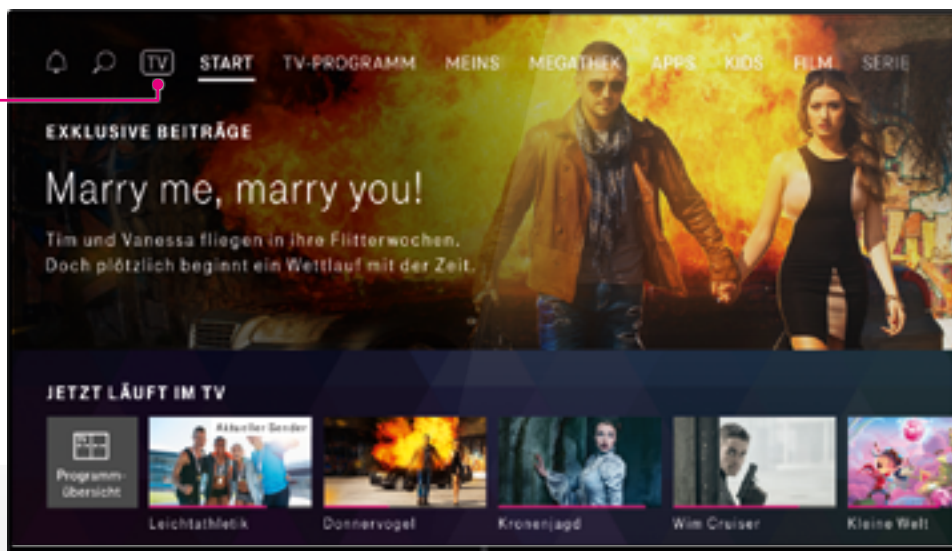 TV START TV-PROGRAMM MEINS MEGATHEK APPS KIDS FILM SERIE
EXKLUSIVE BEITRÄGE
Marry me, marry you!
Tim und Vanessa fliegen in ihre Flitterwochen.
Doch plötzlich beginnt ein Wettlauf mit der Zeit.
JETZT LÄUFT IM TV
Programm-
übersicht
Aktueller Sender
Leichtathletik Donnervogel Kronenjagd Wim Cruiser Kleine Welt